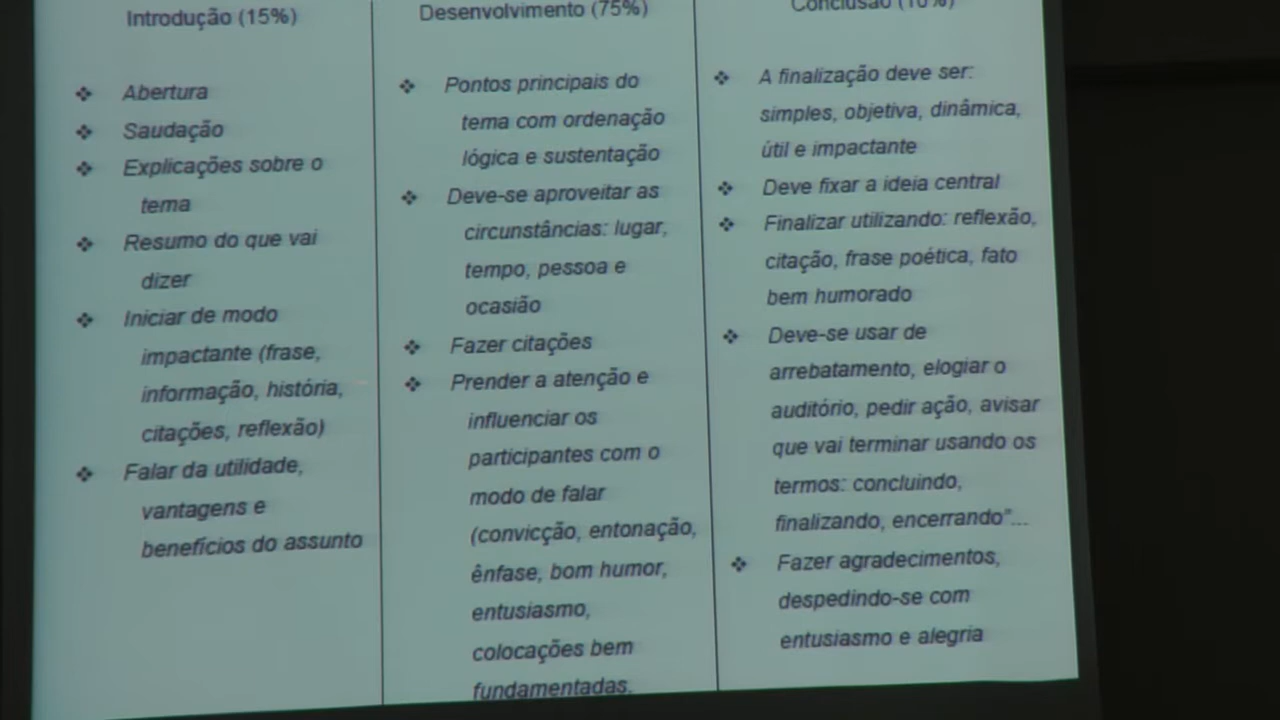 Introdução (15%)
❖ Abertura
❖ Saudação
❖ Explicações sobre o
tema
❖ Resumo do que vai
dizer
❖ Iniciar de modo
impactante (frase,
informação, história,
citações, reflexão)
❖ Falar da utilidade,
vantagens e
benefícios do assunto
Desenvolvimento (75%)
❖ Pontos principais do
tema com ordenação
lógica e sustentação
❖ Deve-se aproveitar as
circunstâncias: lugar,
tempo, pessoa e
ocasião
❖ Fazer citações
❖ Prender a atenção e
influenciar os
participantes com o
modo de falar
(convicção, entonação,
ênfase, bom humor,
entusiasmo,
colocações bem
fundamentadas.
Conclusão (10%)
❖ A finalização deve ser:
simples, objetiva, dinâmica,
útil e impactante
❖ Deve fixar a ideia central
❖ Finalizar utilizando: reflexão,
citação, frase poética, fato
bem humorado
❖ Deve-se usar de
arrebatamento, elogiar o
auditório, pedir ação, avisar
que vai terminar usando os
termos: concluindo,
finalizando, encerrando"...
❖ Fazer agradecimentos,
despedindo-se com
entusiasmo e alegria